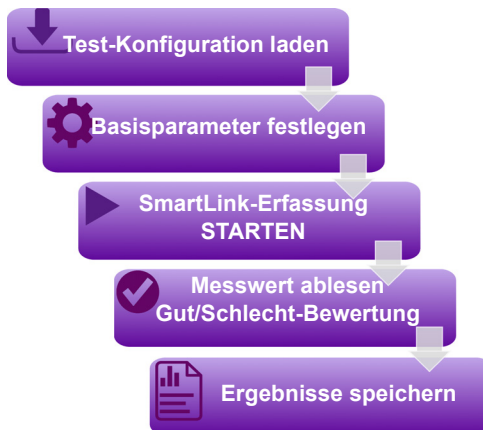 Test-Konfiguration laden
Basisparameter festlegen
SmartLink-Erfassung
STARTEN
Messwert ablesen
Gut/Schlecht-Bewertung
Ergebnisse speichern